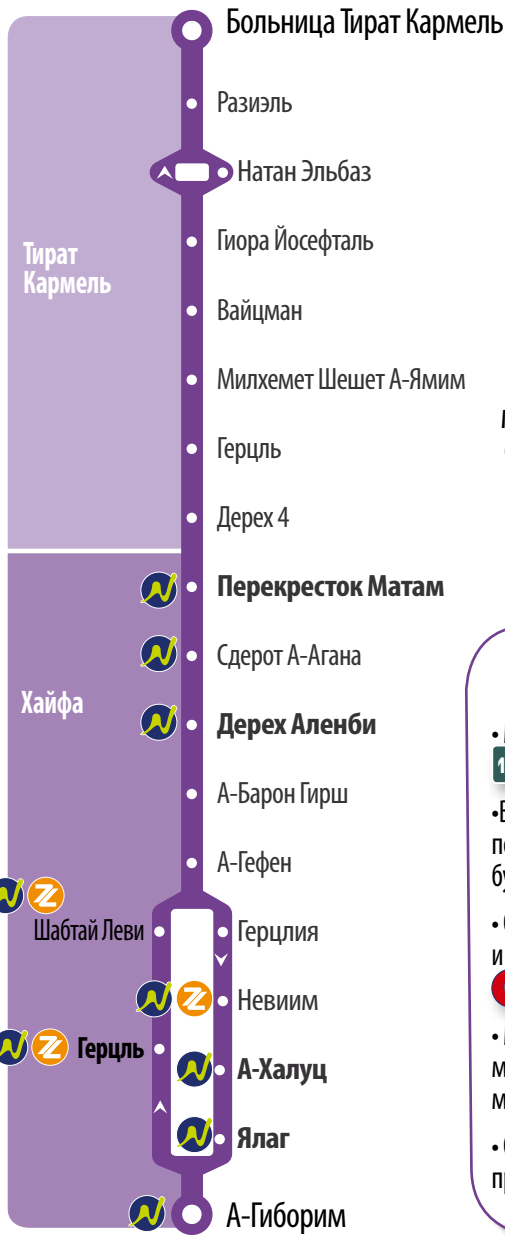 Больница Тират Кармель
Разиэль
Натан Эльбаз
Гиора Йосефталь
Тират
Кармель
Вайцман
Милхемет Шешет А-Ямим
Герцль
Дерех 4
Перекресток Матам
Сдерот А-Агана
Хайфа
Дерех Аленби
А-Барон Гирш
А-Гефен
Шабтай Леви
Герцлия
Невиим
Герцль
А-Халуц
Ялаг
А-Гиборим